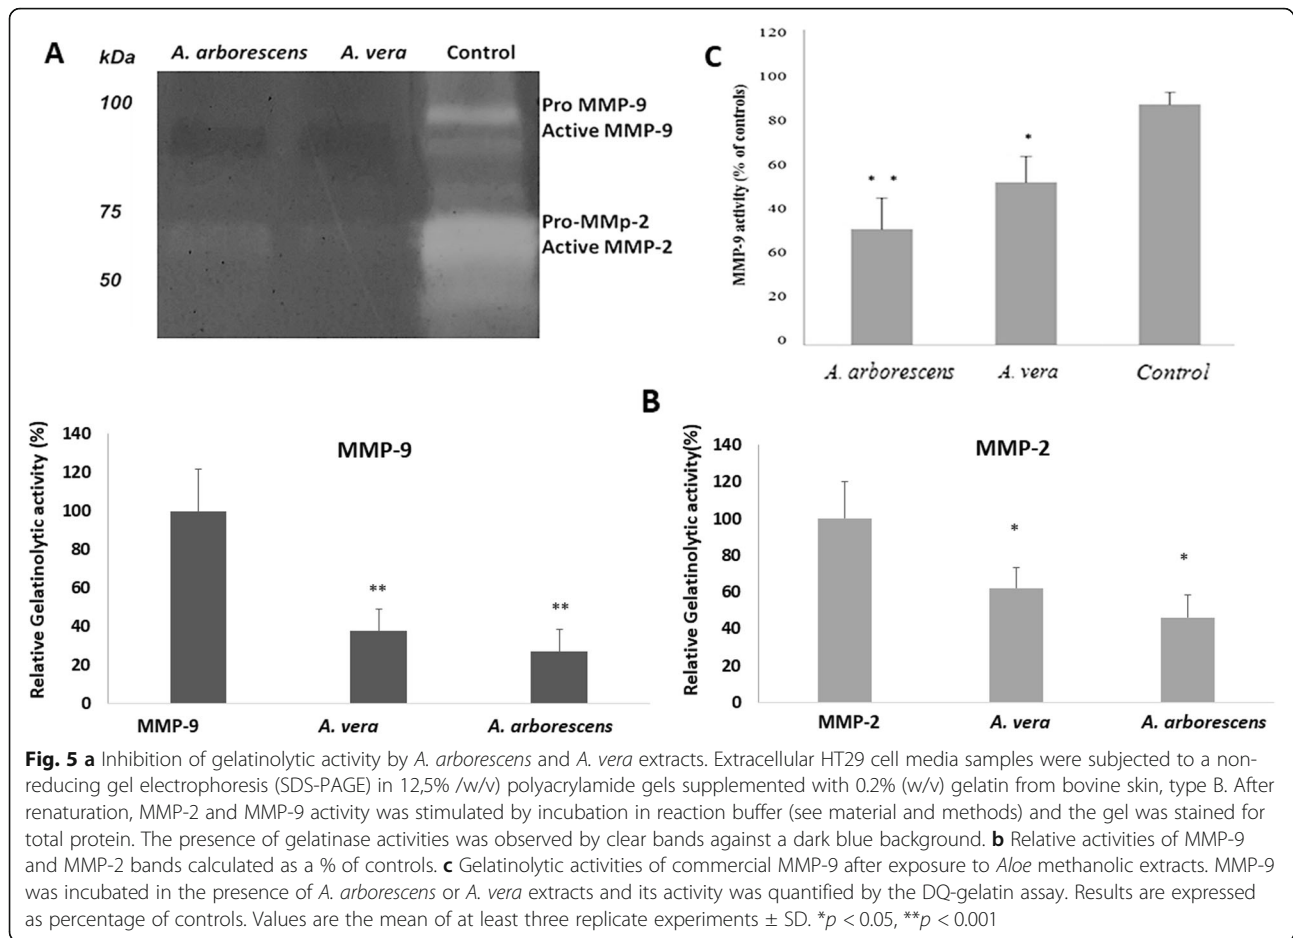 A
kDa
A. arborescens A. vera Control
100
75
50
Pro MMP-9
Active MMP-9
Pro-MMp-2
Active MMP-2
C
MMP-9 activity (% of controls)
120
100
80
60
40
60
20
0
* *
*
A. arborescens A. vera Control
B
Relative Gelatinolytic activity (%)
MMP-9
140
120
100
80
60
40
20
0
**
**
MMP-9 A. vera A. arborescens
Relative Gelatinolytic activity(%)
MMP-2
140
120
100
80
60
40
20
0
*
*
MMP-2 A. vera A. arborescens
Fig. 5 a Inhibition of gelatinolytic activity by A. arborescens and A. vera extracts. Extracellular HT29 cell media samples were subjected to a non-
reducing gel electrophoresis (SDS-PAGE) in 12,5% /w/v) polyacrylamide gels supplemented with 0.2% (w/v) gelatin from bovine skin, type B. After
renaturation, MMP-2 and MMP-9 activity was stimulated by incubation in reaction buffer (see material and methods) and the gel was stained for
total protein. The presence of gelatinase activities was observed by clear bands against a dark blue background. b Relative activities of MMP-9
and MMP-2 bands calculated as a % of controls. c Gelatinolytic activities of commercial MMP-9 after exposure to Aloe methanolic extracts. MMP-9
was incubated in the presence of A. arborescens or A. vera extracts and its activity was quantified by the DQ-gelatin assay. Results are expressed
as percentage of controls. Values are the mean of at least three replicate experiments ± SD. *p < 0.05, **p < 0.001